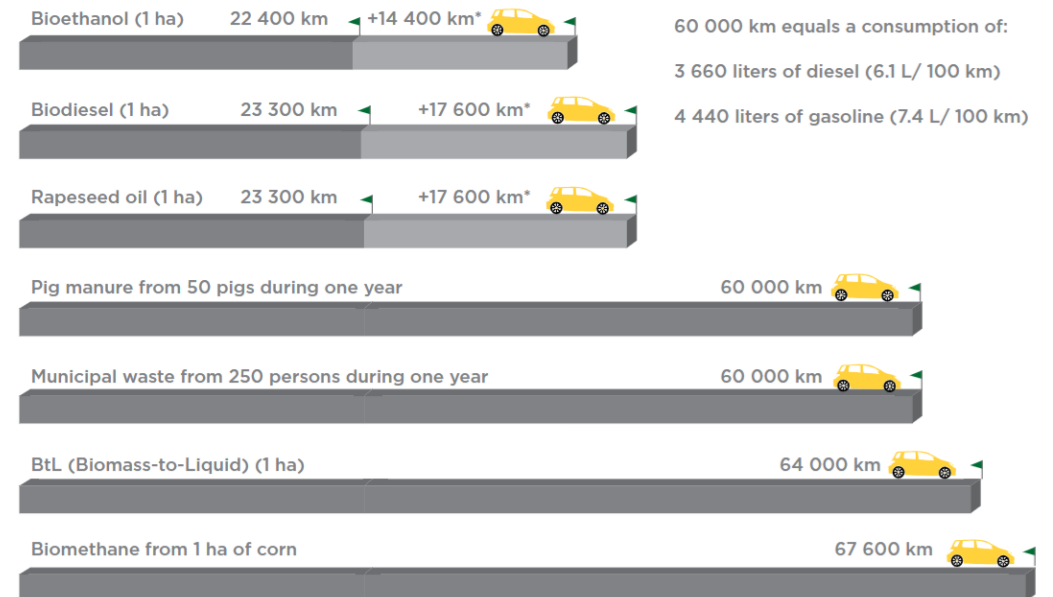 Bioethanol (1 ha) 22 400 km +14 400 km*
60 000 km equals a consumption of:
3 660 liters of diesel (6.1 L/ 100 km)
4 440 liters of gasoline (7.4 L/ 100 km)
Biodiesel (1 ha) 23 300 km +17 600 km*
Rapeseed oil (1 ha) 23 300 km +17 600 km*
Pig manure from 50 pigs during one year 60 000 km
Municipal waste from 250 persons during one year 60 000 km
BtL (Biomass-to-Liquid) (1 ha) 64 000 km
Biomethane from 1 ha of corn 67 600 km